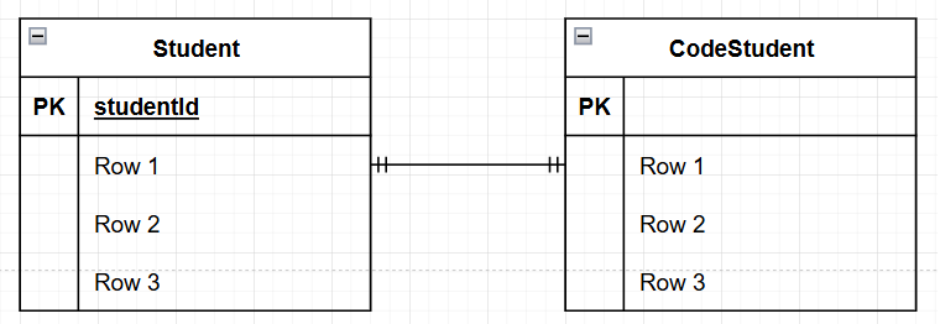 Student
PK studentId
Row 1
Row 2
Row 3
CodeStudent
PK
Row 1
Row 2
Row 3